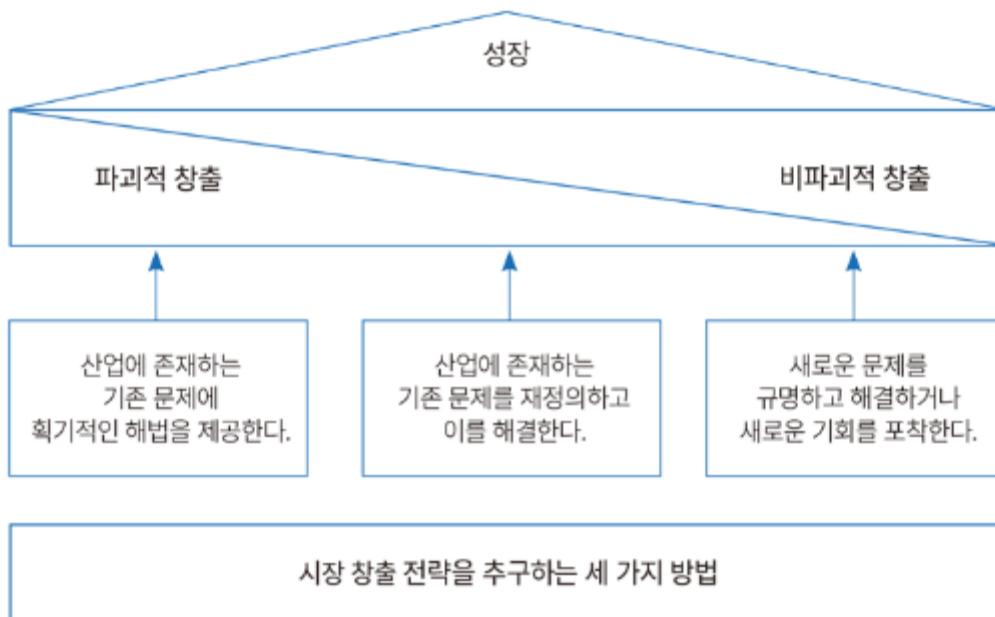 성장
파괴적 창출
비파괴적 창출
산업에 존재하는
기존 문제에
획기적인 해법을 제공한다.
산업에 존재하는
기존 문제를 재정의하고
이를 해결한다.
새로운 문제를
규명하고 해결하거나
새로운 기회를 포착한다.
시장 창출 전략을 추구하는 세 가지 방법